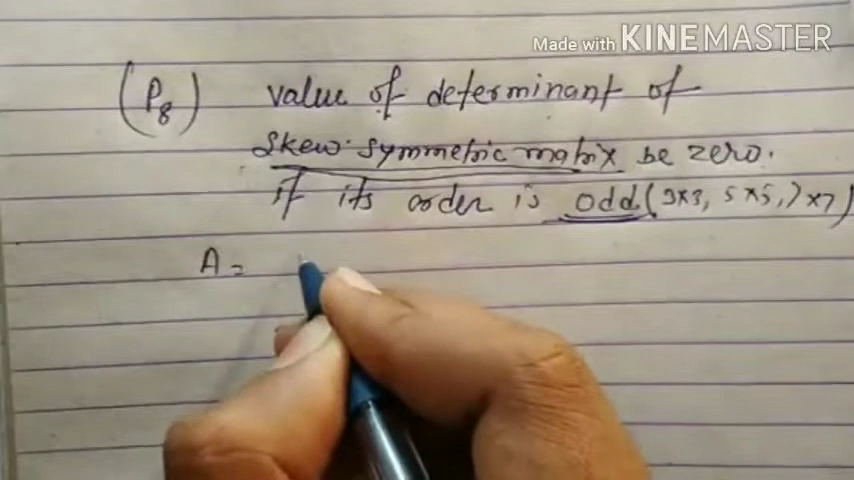 Made with KINEMASTER
(P8) value of determinant of
Skew-symmetric matrix be zero.
if its order is odd (3x3, 5x5, 7x7)
A =